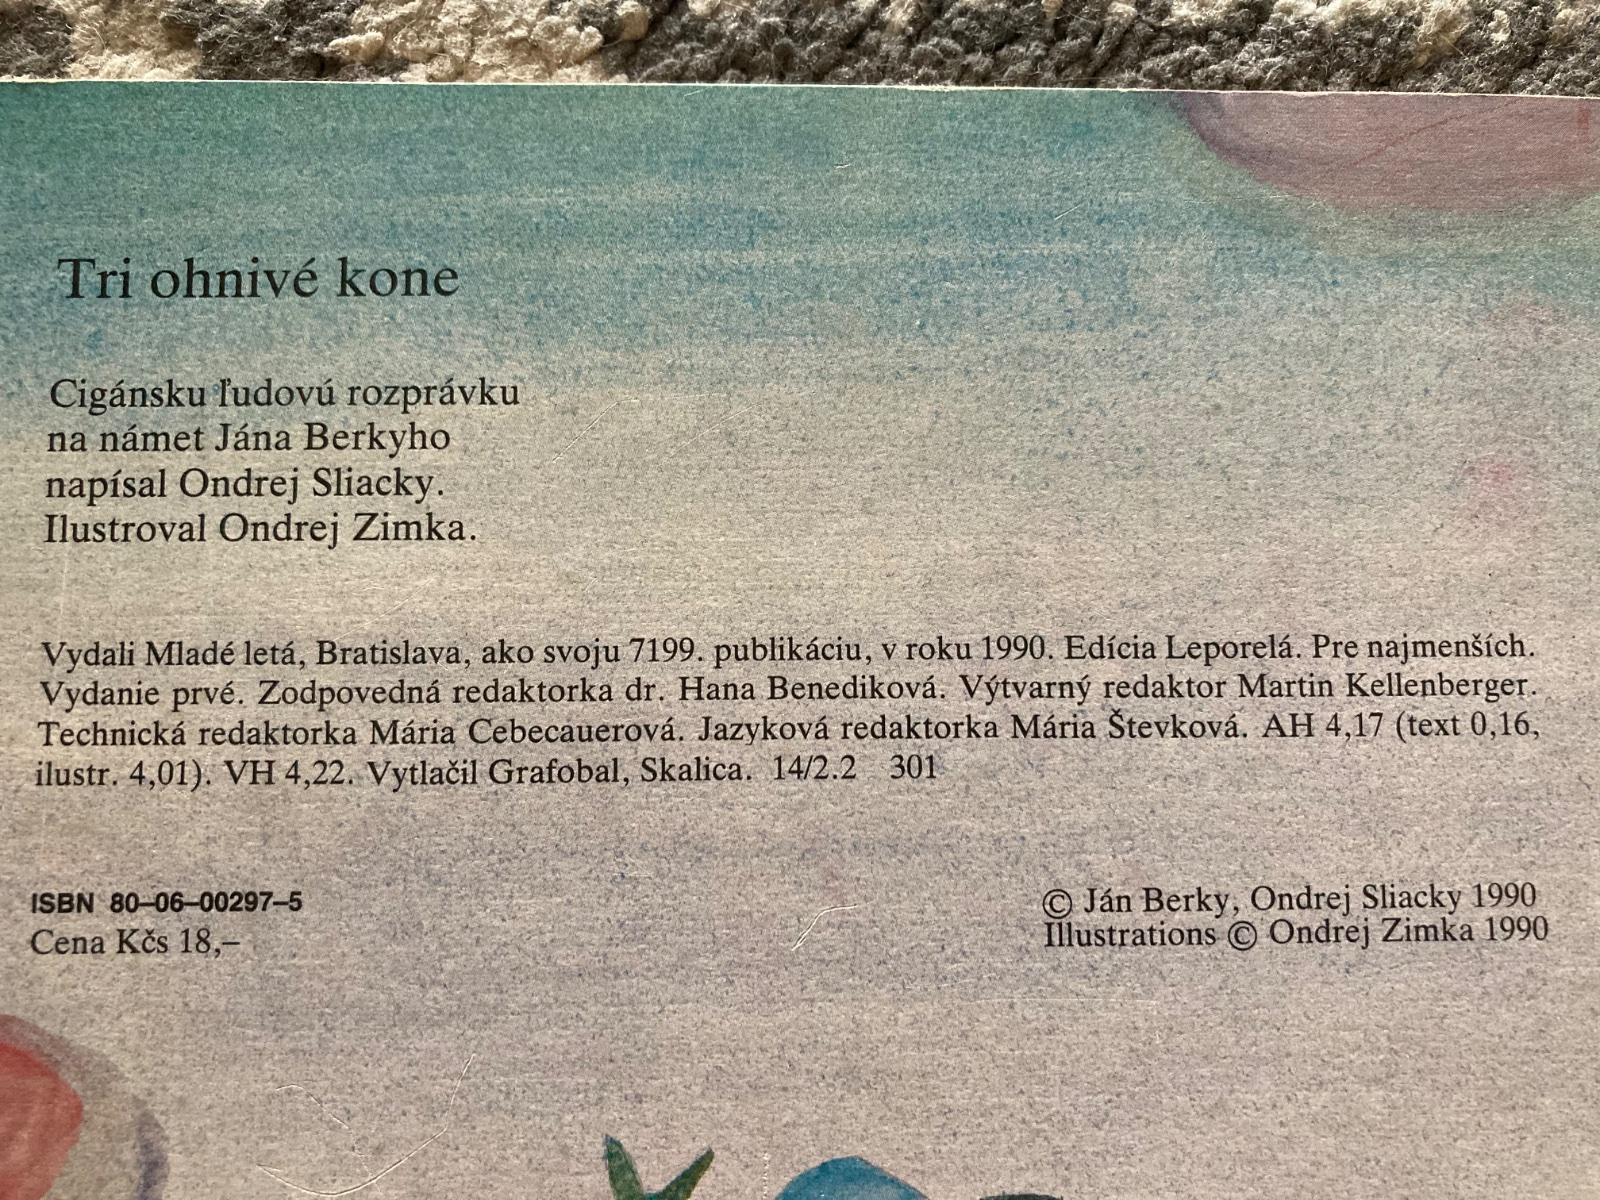 Tri ohnivé kone
Cigánsku ľudovú rozprávku
na námet Jána Berkyho
napísal Ondrej Sliacky.
Ilustroval Ondrej Zimka.
Vydali Mladé letá, Bratislava, ako svoju 7199. publikáciu, v roku 1990. Edícia Leporelá. Pre najmenších.
Vydanie prvé. Zodpovedná redaktorka dr. Hana Benediková. Výtvarný redaktor Martin Kellenberger.
Technická redaktorka Mária Cebecauerová. Jazyková redaktorka Mária Števková. AH 4,17 (text 0,16,
ilustr. 4,01). VH 4,22. Vytlačil Grafobal, Skalica. 14/2.2 301
ISBN 80–06–00297–5
Cena Kčs 18,–
© Ján Berky, Ondrej Sliacky 1990
Illustrations © Ondrej Zimka 1990